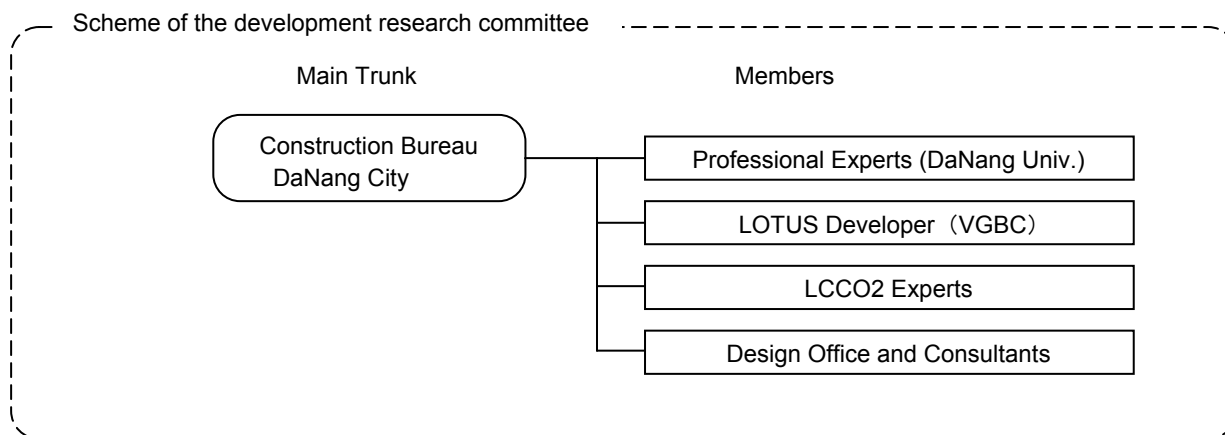 Scheme of the development research committee
Main Trunk
Members
Construction Bureau
DaNang City
Professional Experts (DaNang Univ.)
LOTUS Developer（VGBC）
LCCO2 Experts
Design Office and Consultants